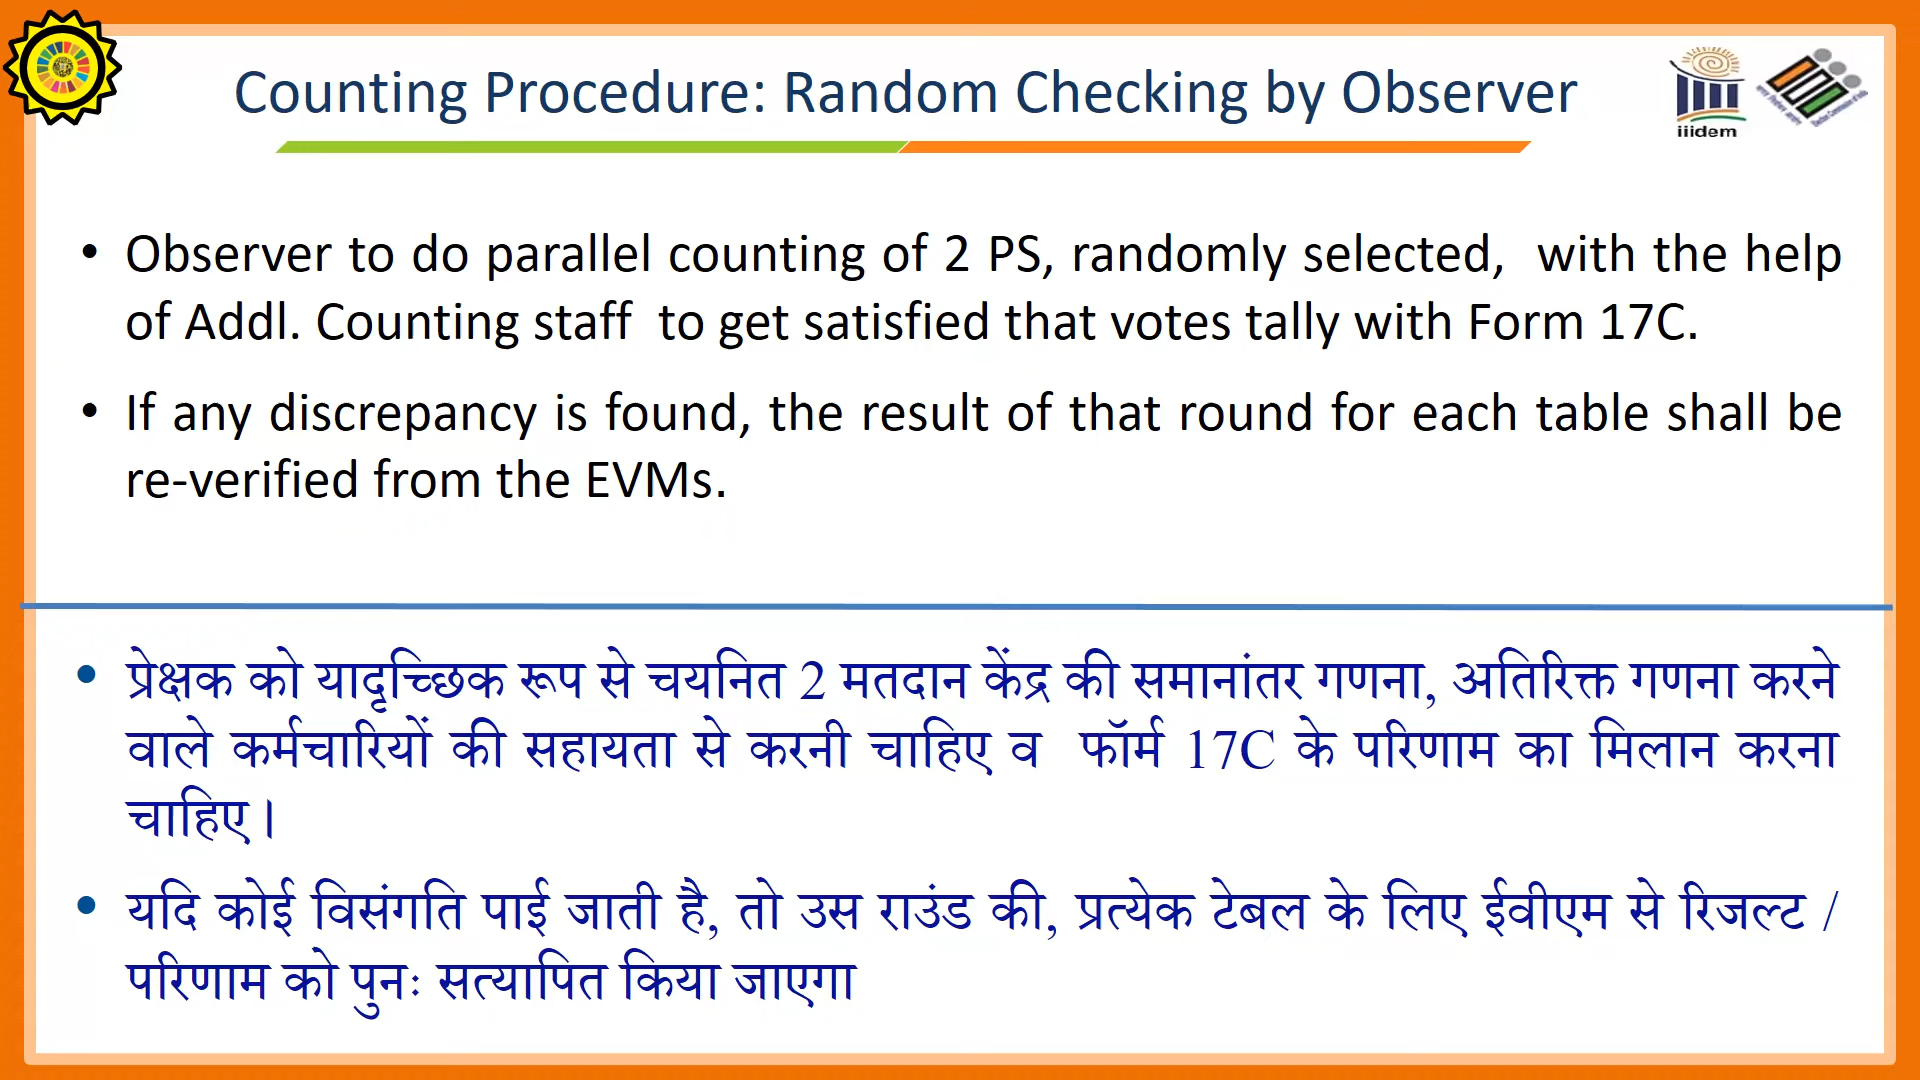 Counting Procedure: Random Checking by Observer
iiidem
• Observer to do parallel counting of 2 PS, randomly selected, with the help
of Addl. Counting staff to get satisfied that votes tally with Form 17C.
• If any discrepancy is found, the result of that round for each table shall be
re-verified from the EVMs.
• प्रेक्षक को यादृच्छिक रूप से चयनित 2 मतदान केंद्र की समानांतर गणना, अतिरिक्त गणना करने
वाले कर्मचारियों की सहायता से करनी चाहिए व फॉर्म 17C के परिणाम का मिलान करना
चाहिए।
• यदि कोई विसंगति पाई जाती है, तो उस राउंड की, प्रत्येक टेबल के लिए ईवीएम से रिजल्ट /
परिणाम को पुनः सत्यापित किया जाएगा